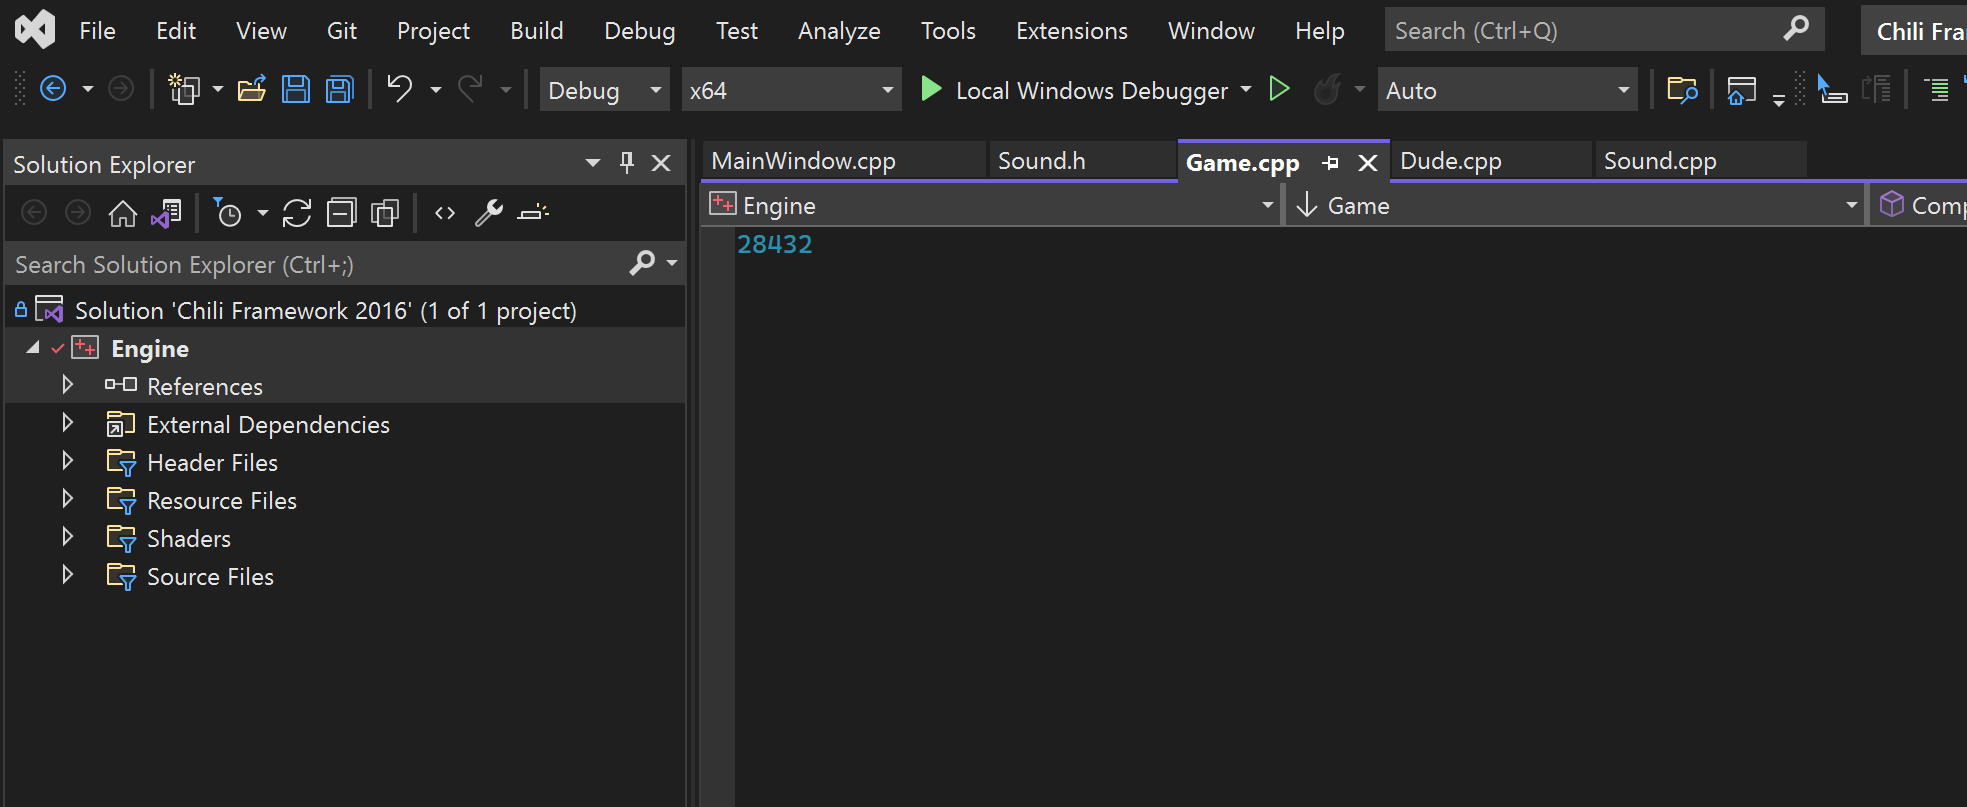 File Edit View Git Project Build Debug Test Analyze Tools Extensions Window Help Search (Ctrl+Q) Chili Fra
Debug x64 Local Windows Debugger Auto
Solution Explorer
MainWindow.cpp Sound.h Game.cpp Dude.cpp Sound.cpp
Engine Game Comp
28432
Search Solution Explorer (Ctrl+;)
Solution 'Chili Framework 2016' (1 of 1 project)
Engine
References
External Dependencies
Header Files
Resource Files
Shaders
Source Files